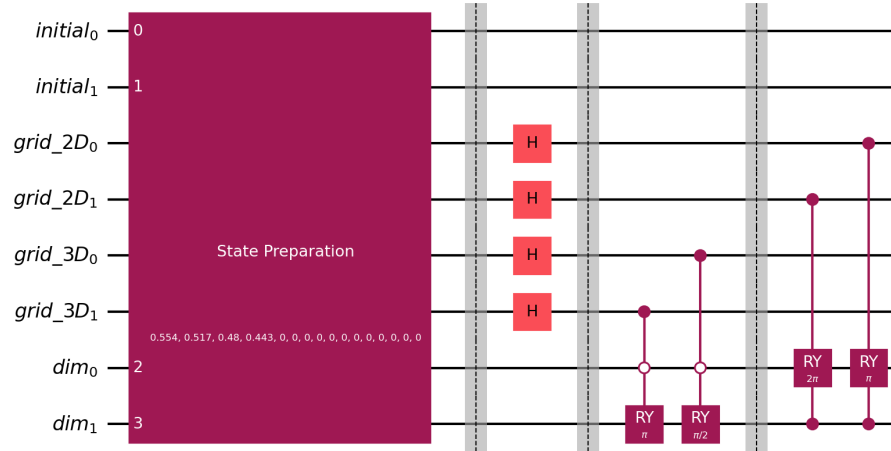 initial0 0
initial1 1
grid_2D0 H
grid_2D1 H
grid_3D0 State Preparation H
grid_3D1 H
0.554, 0.517, 0.48, 0.443, 0, 0, 0, 0, 0, 0, 0, 0, 0, 0, 0, 0
dim0 2 RY 2π RY π
dim1 3 RY π RY π/2